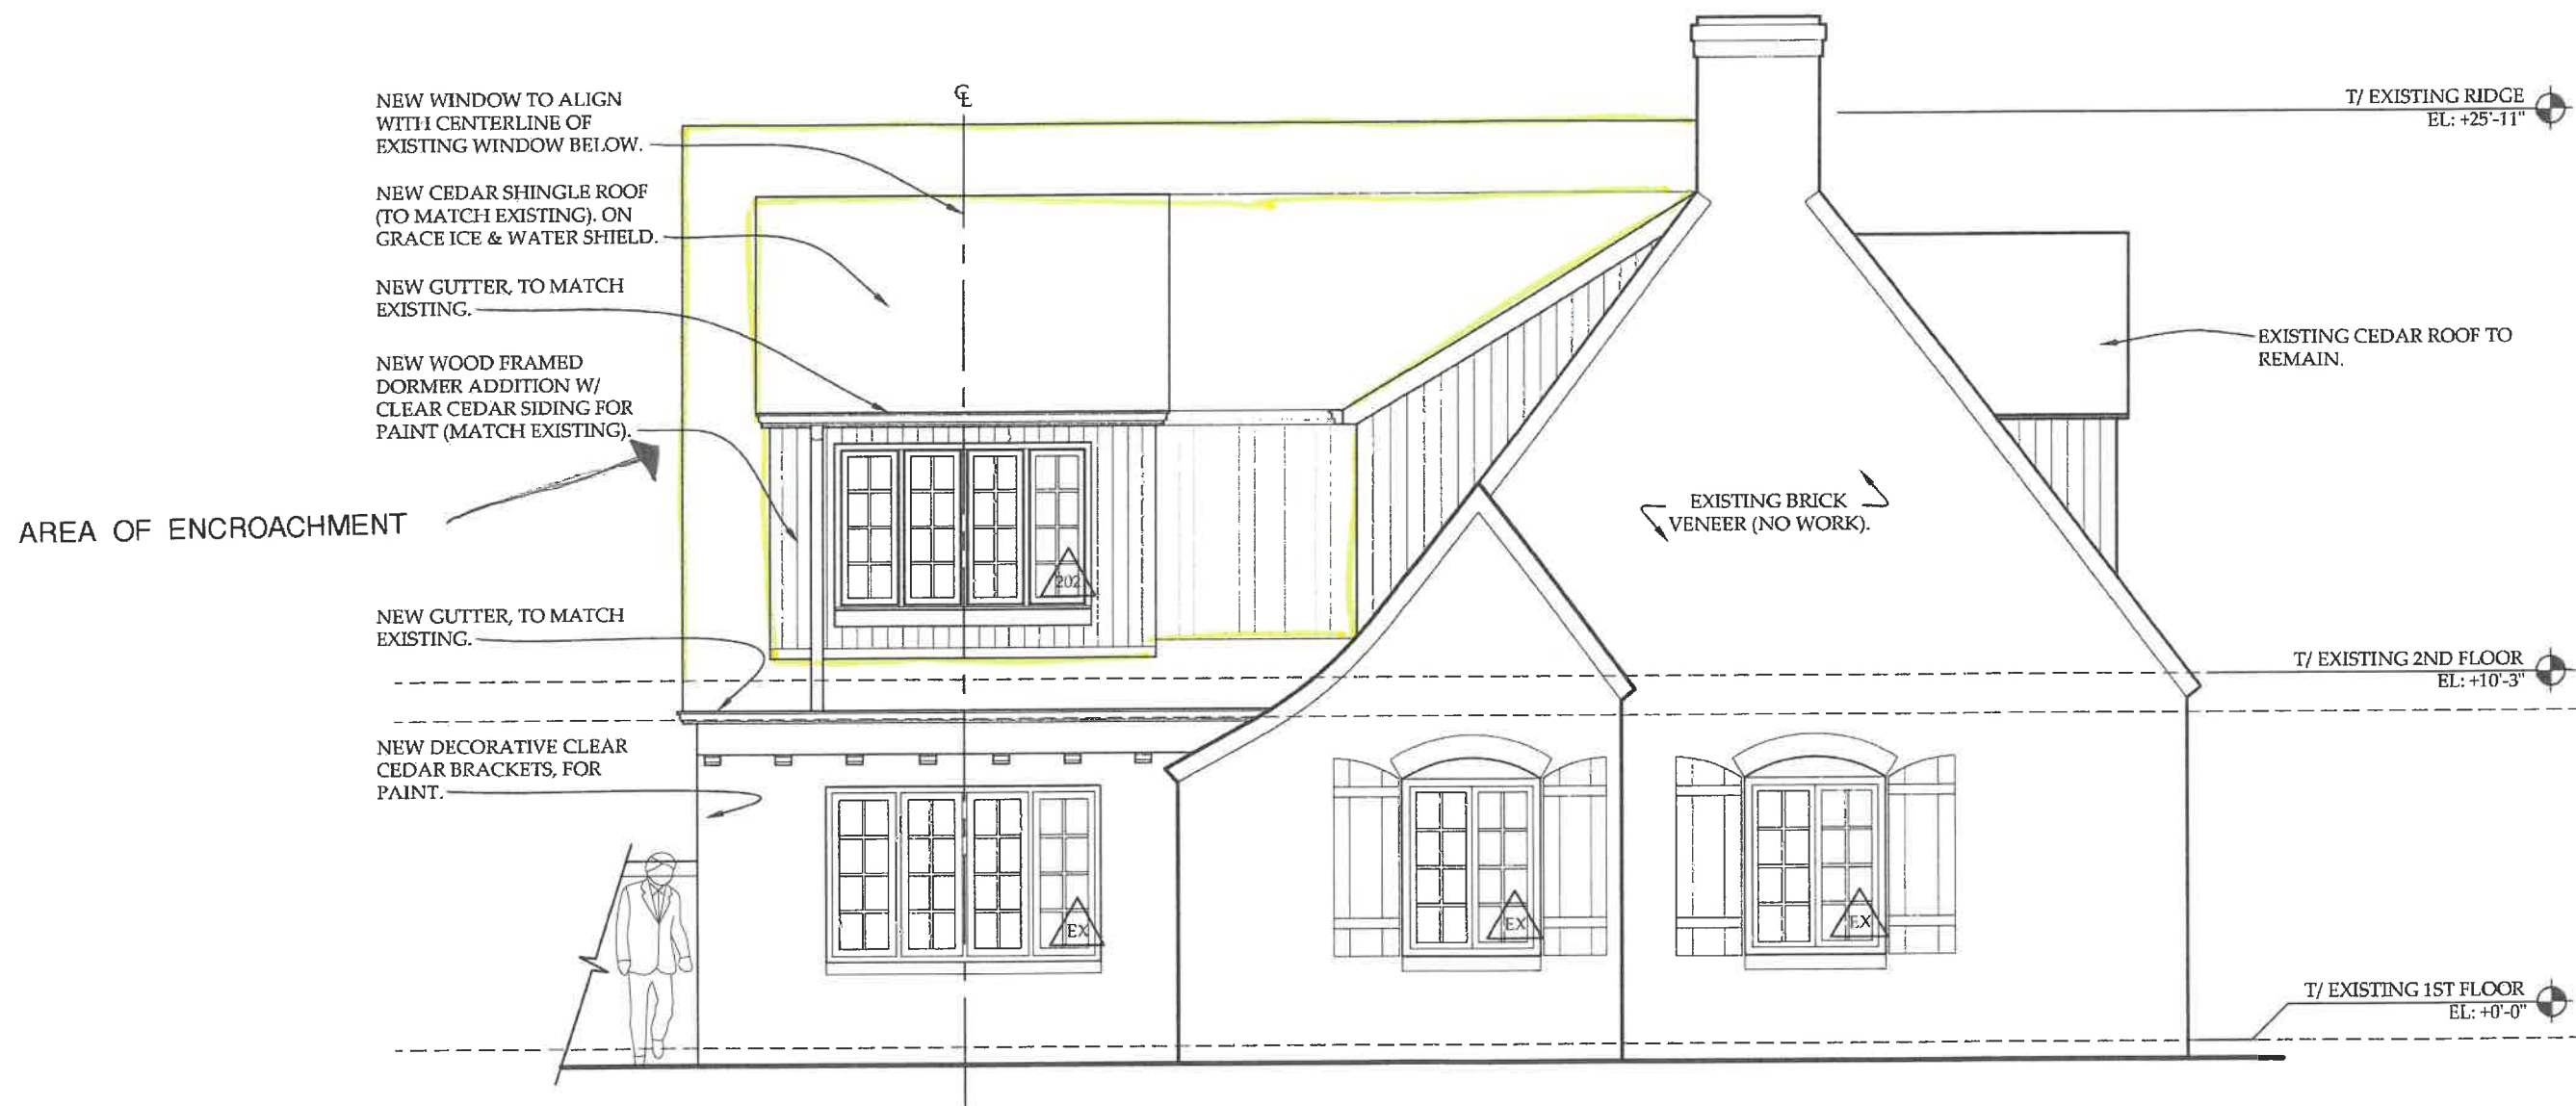 NEW WINDOW TO ALIGN
WITH CENTERLINE OF
EXISTING WINDOW BELOW.
NEW CEDAR SHINGLE ROOF
(TO MATCH EXISTING). ON
GRACE ICE & WATER SHIELD.
NEW GUTTER, TO MATCH
EXISTING.
NEW WOOD FRAMED
DORMER ADDITION W/
CLEAR CEDAR SIDING FOR
PAINT (MATCH EXISTING).
AREA OF ENCROACHMENT
NEW GUTTER, TO MATCH
EXISTING.
NEW DECORATIVE CLEAR
CEDAR BRACKETS, FOR
PAINT.
℄
202
EX
EX
EX
EXISTING BRICK
VENEER (NO WORK).
T/ EXISTING RIDGE
EL: +25'-11"
EXISTING CEDAR ROOF TO
REMAIN.
T/ EXISTING 2ND FLOOR
EL: +10'-3"
T/ EXISTING 1ST FLOOR
EL: +0'-0"